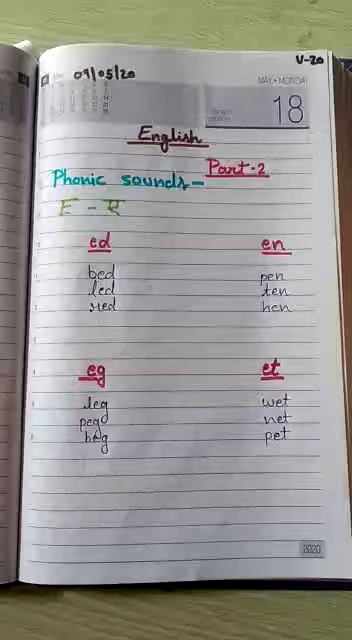 V-20
09/05/20
MAY • MONDAY
18
English
Part-2
Phonic sounds-
E - ए
ed en
bed pen
led ten
red hen
eg et
leg wet
peg net
beg pet
2020